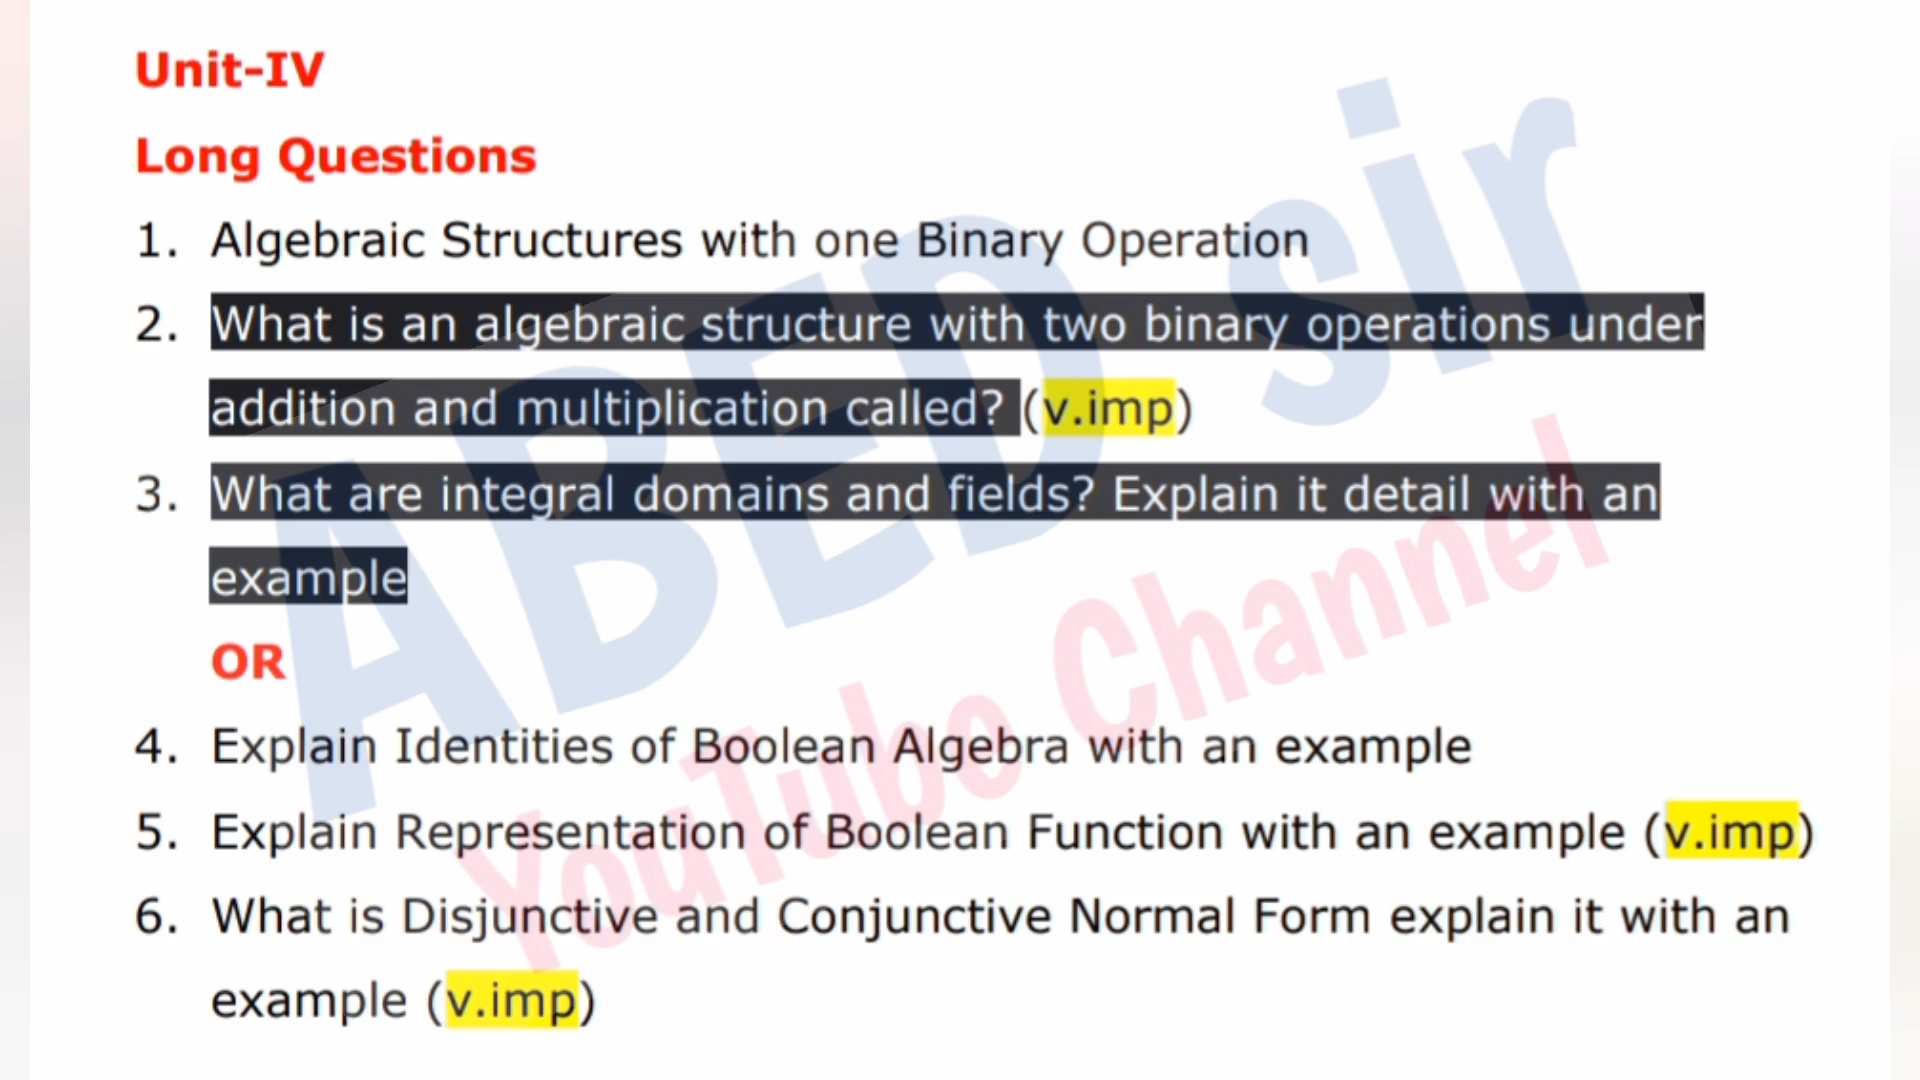 Unit-IV
Long Questions
1. Algebraic Structures with one Binary Operation
2. What is an algebraic structure with two binary operations under
addition and multiplication called? (v.imp)
3. What are integral domains and fields? Explain it detail with an
example
OR
4. Explain Identities of Boolean Algebra with an example
5. Explain Representation of Boolean Function with an example (v.imp)
6. What is Disjunctive and Conjunctive Normal Form explain it with an
example (v.imp)
ABED sir
YouTube Channel